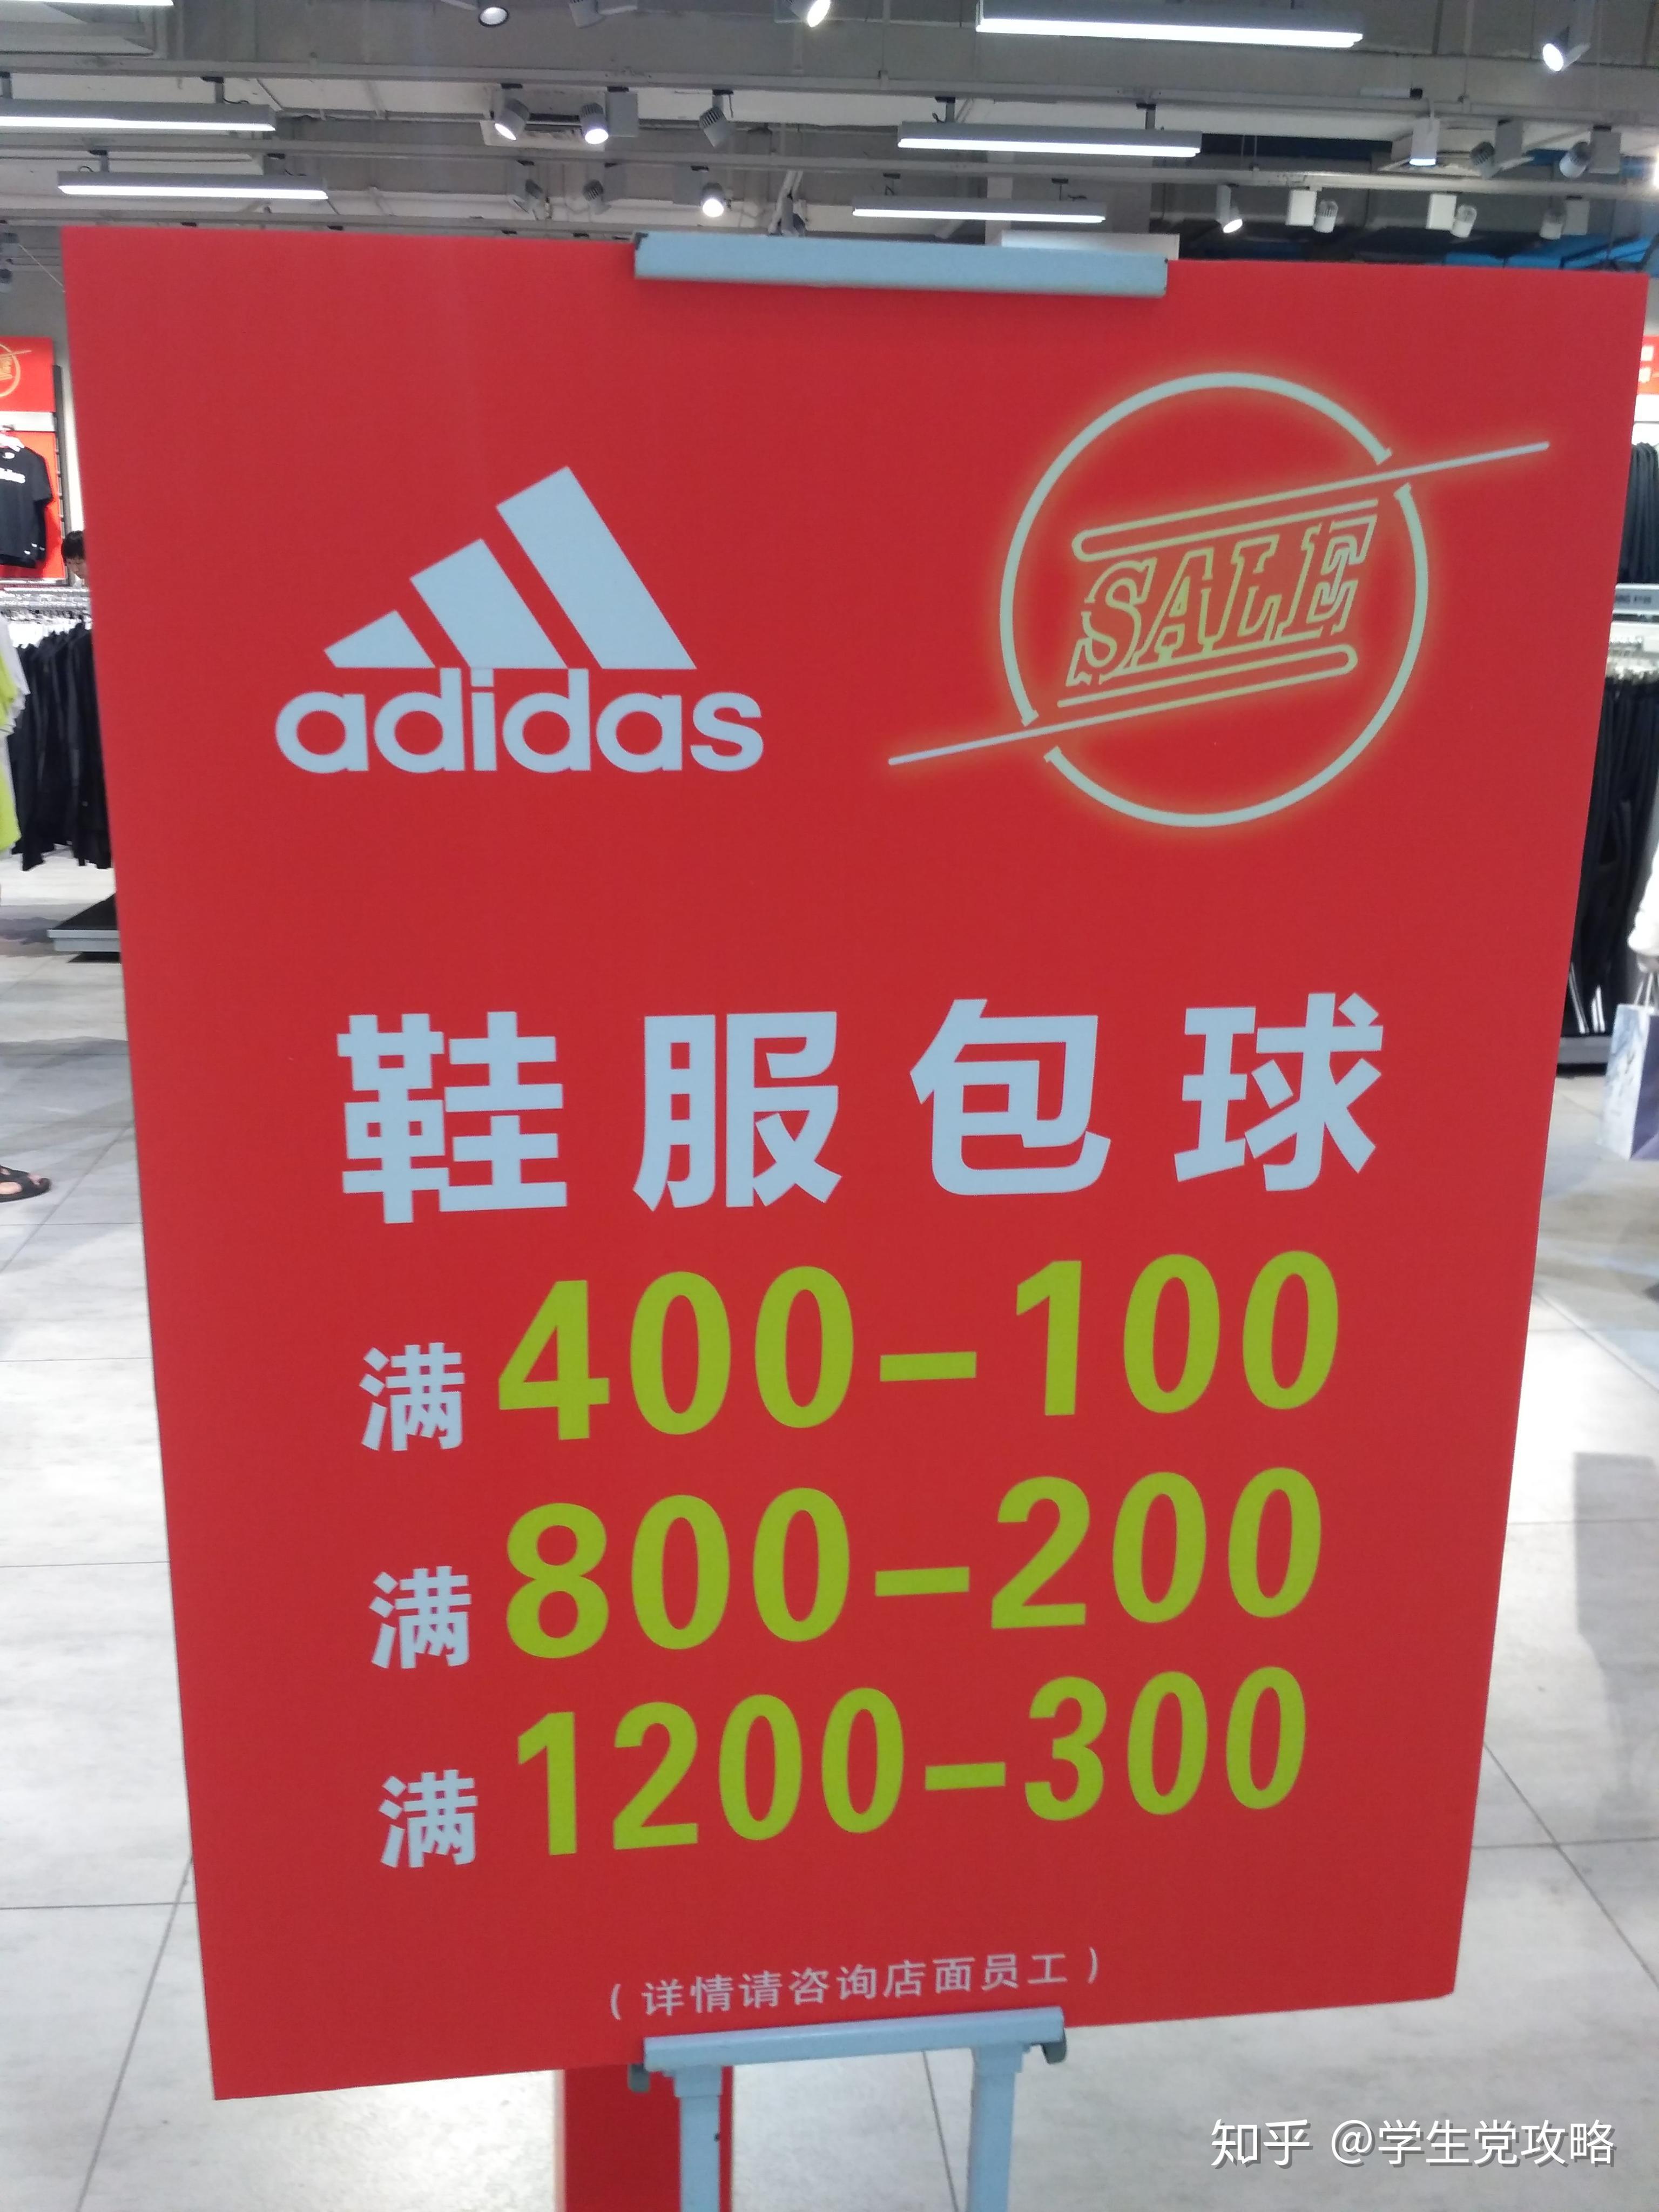 adidas
SALE
鞋服包球
满400-100
满800-200
满1200-300
(详情请咨询店面员工)
知乎 @学生党攻略